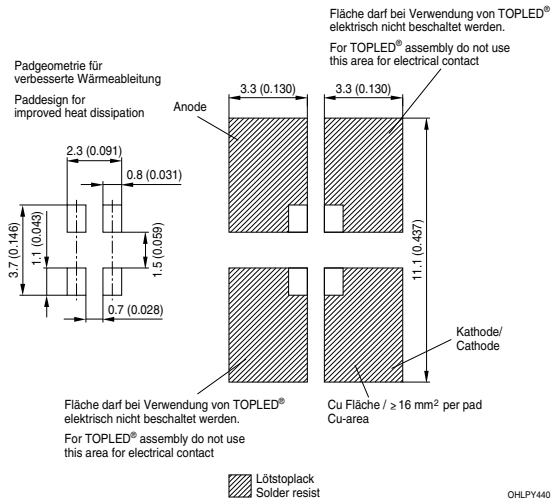 Fläche darf bei Verwendung von TOPLED®
elektrisch nicht beschaltet werden.
For TOPLED® assembly do not use
this area for electrical contact
Padgeometrie für
verbesserte Wärmeableitung
Paddesign for
improved heat dissipation
Anode
3.3 (0.130)
3.3 (0.130)
2.3 (0.091)
0.8 (0.031)
3.7 (0.146)
1.1 (0.043)
1.5 (0.059)
0.7 (0.028)
11.1 (0.437)
Kathode/
Cathode
Fläche darf bei Verwendung von TOPLED®
elektrisch nicht beschaltet werden.
For TOPLED® assembly do not use
this area for electrical contact
Cu Fläche / ≥ 16 mm² per pad
Cu-area
Lötstoplack
Solder resist
OHLPY440